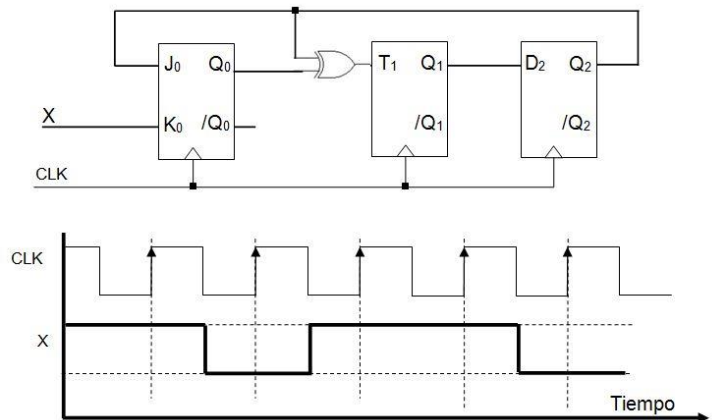 J0 Q0 T1 Q1 D2 Q2
X K0 /Q0 /Q1 /Q2
CLK
CLK
X
Tiempo